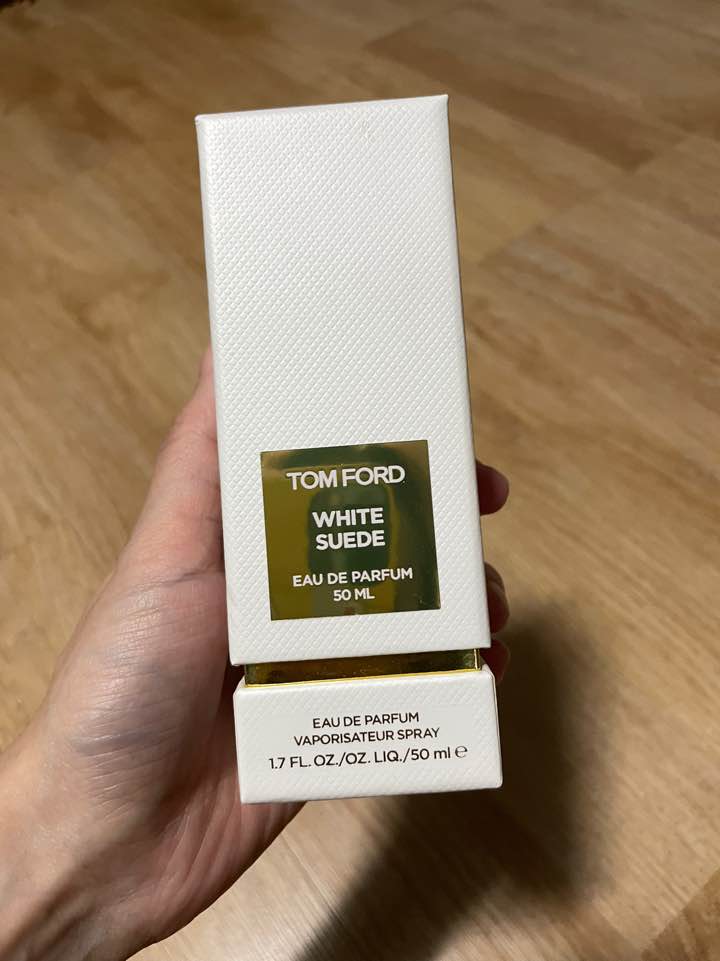 TOM FORD
WHITE
SUEDE
EAU DE PARFUM
50 ML
EAU DE PARFUM
VAPORISATEUR SPRAY
1.7 FL. OZ./OZ. LIQ./50 ml ℮